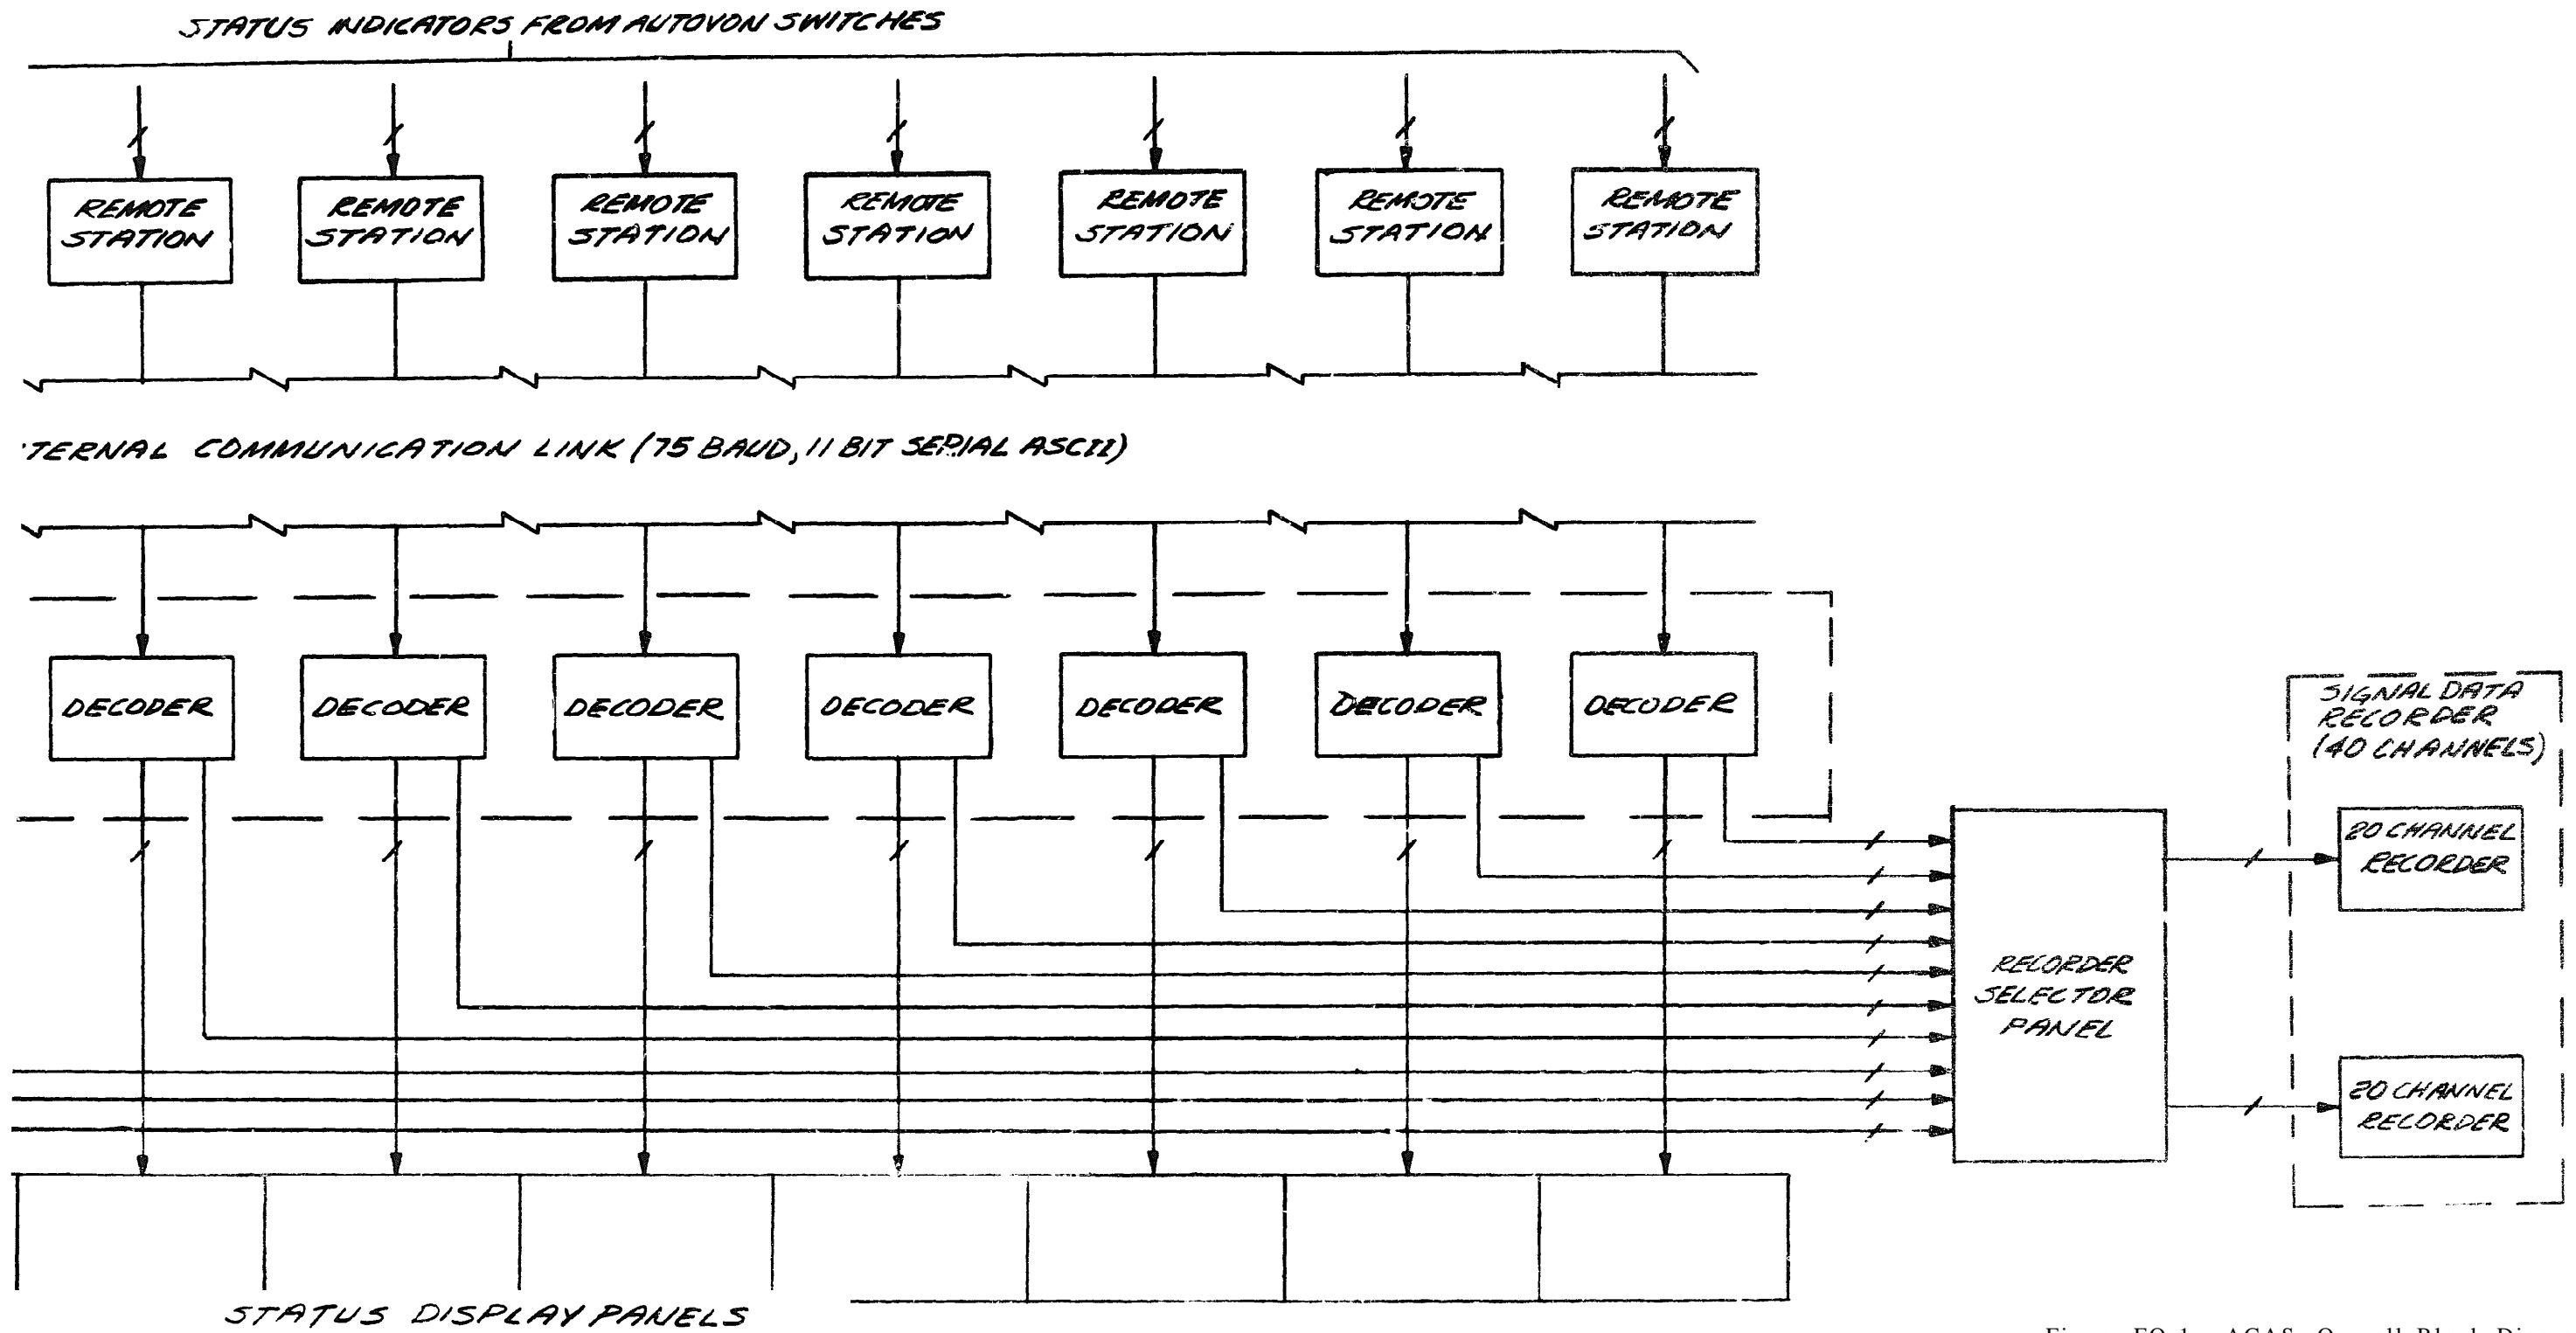 STATUS INDICATORS FROM AUTOVON SWITCHES
REMOTE
STATION
REMOTE
STATION
REMOTE
STATION
REMOTE
STATION
REMOTE
STATION
REMOTE
STATION
REMOTE
STATION
TERNAL COMMUNICATION LINK (75 BAUD, 11 BIT SERIAL ASCII)
DECODER
DECODER
DECODER
DECODER
DECODER
DECODER
DECODER
SIGNAL DATA
RECORDER
(40 CHANNELS)
20 CHANNEL
RECORDER
RECORDER
SELECTOR
PANEL
20 CHANNEL
RECORDER
STATUS DISPLAY PANELS